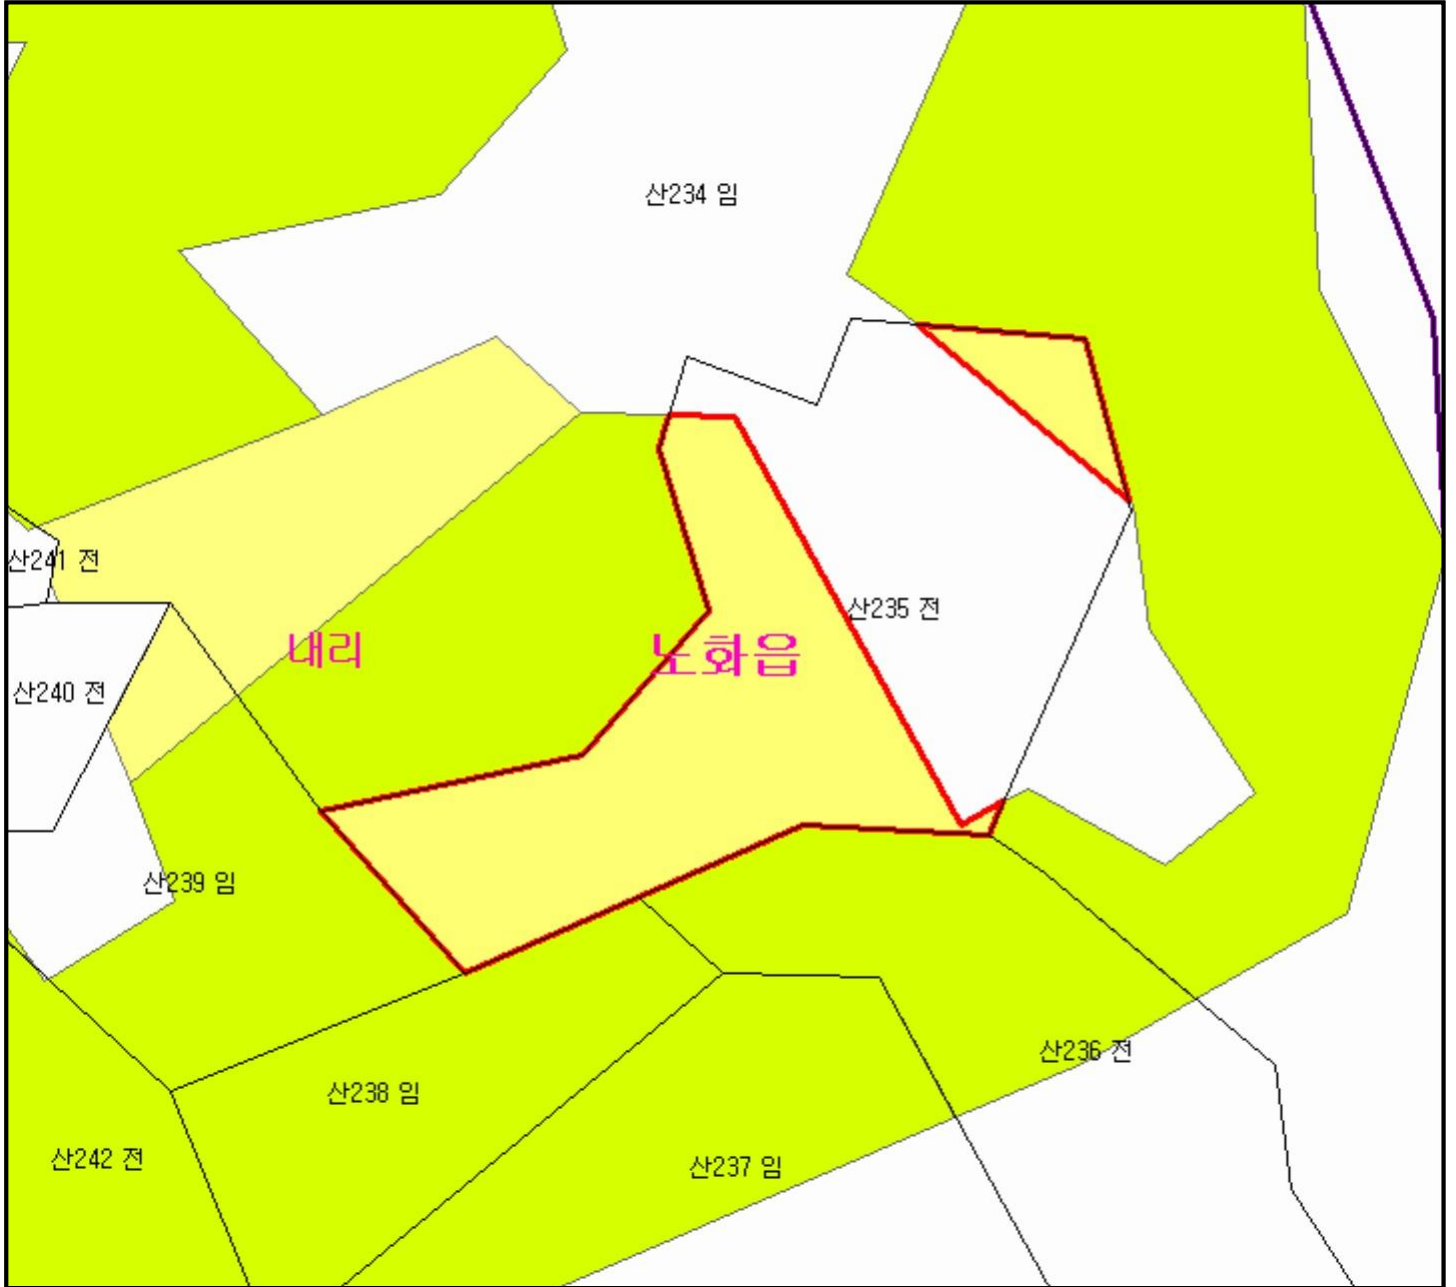 산234 임
산241 전
산235 전
내리
노화읍
산240 전
산239 임
산236 전
산238 임
산242 전
산237 임